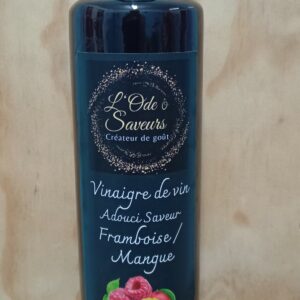 L'Ode ô
Saveurs
Créateur de goût
Vinaigre de vin
Adouci Saveur
Framboise /
Mangue